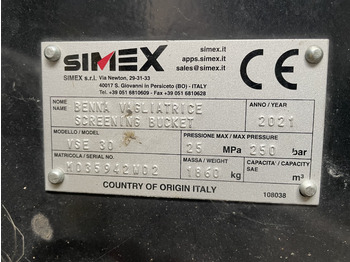 SIMEX
simex.it
apps.simex.it
sales@simex.it
SIMEX s.r.l. Via Newton, 29-31-33
40017 S. Giovanni in Persiceto (BO) - ITALY
Tel +39 051 6810609 - Fax +39 051 6810628
CE
NOME
NAME
BENNA VAGLIATRICE
SCREENING BUCKET
ANNO / YEAR
2021
MODELLO / MODEL
VSE 30
PRESSIONE MAX / MAX PRESSURE
25 MPa 250 bar
MATRICOLA / SERIAL NO.
MASSA / WEIGHT
1860 kg
CAPACITA' / CAPACITY
SAE m³
COUNTRY OF ORIGIN ITALY
108038